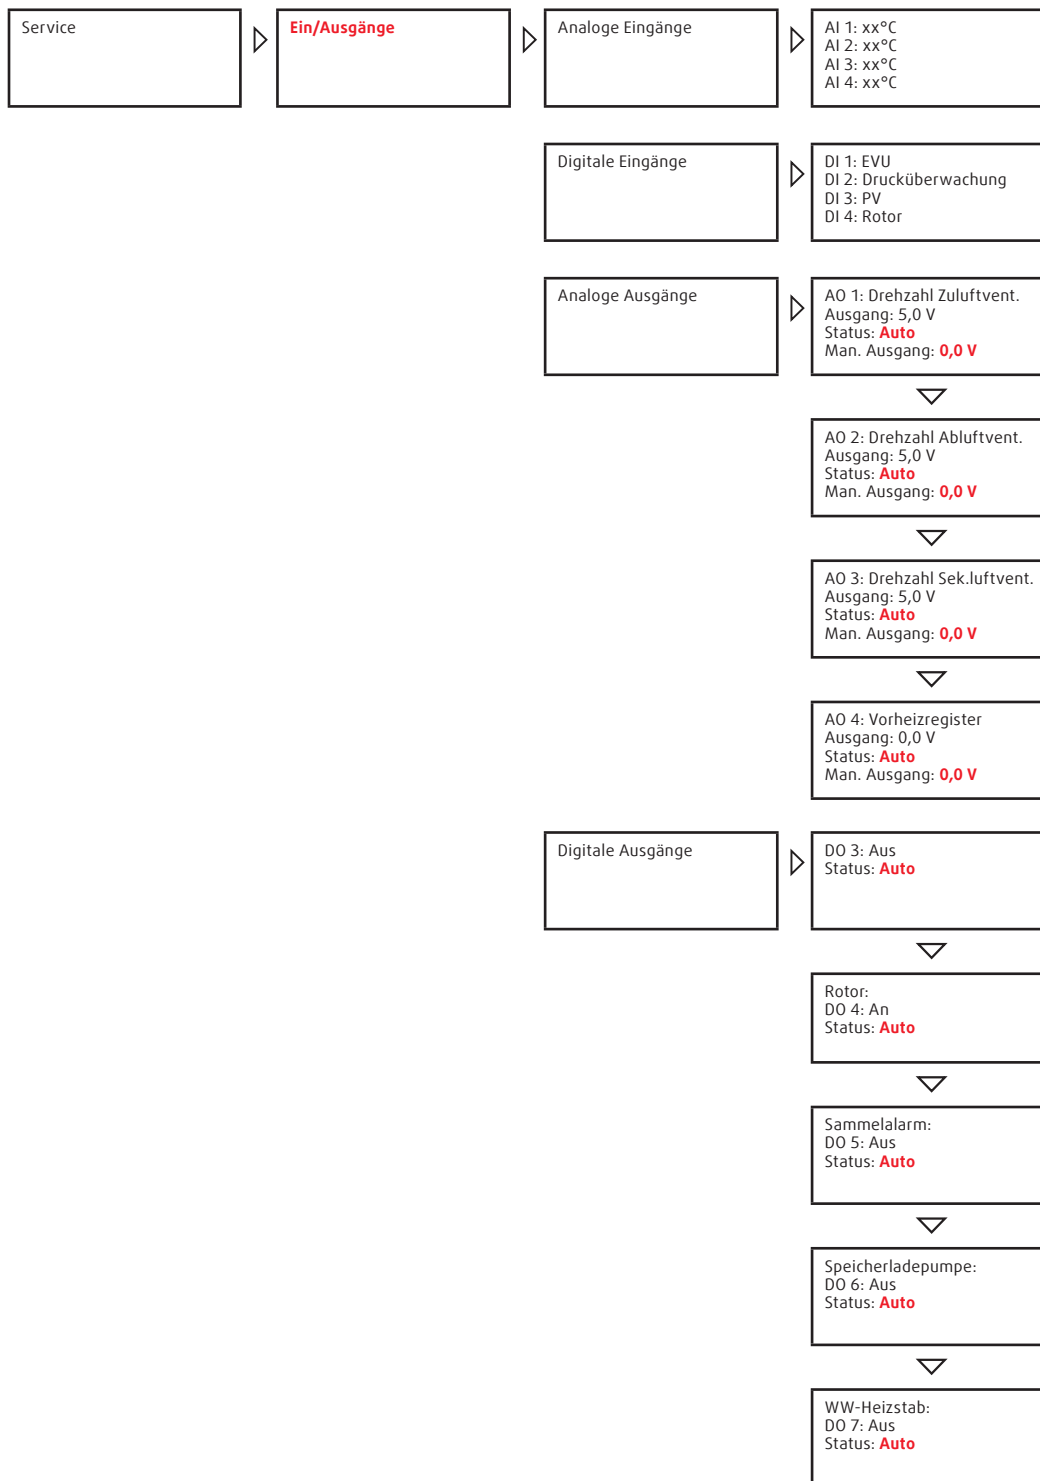 Service
Ein/Ausgänge
Analoge Eingänge
AI 1: xx°C
AI 2: xx°C
AI 3: xx°C
AI 4: xx°C
Digitale Eingänge
DI 1: EVU
DI 2: Drucküberwachung
DI 3: PV
DI 4: Rotor
Analoge Ausgänge
AO 1: Drehzahl Zuluftvent.
Ausgang: 5,0 V
Status: Auto
Man. Ausgang: 0,0 V
AO 2: Drehzahl Abluftvent.
Ausgang: 5,0 V
Status: Auto
Man. Ausgang: 0,0 V
AO 3: Drehzahl Sek.luftvent.
Ausgang: 5,0 V
Status: Auto
Man. Ausgang: 0,0 V
AO 4: Vorheizregister
Ausgang: 0,0 V
Status: Auto
Man. Ausgang: 0,0 V
Digitale Ausgänge
DO 3: Aus
Status: Auto
Rotor:
DO 4: An
Status: Auto
Sammelalarm:
DO 5: Aus
Status: Auto
Speicherladepumpe:
DO 6: Aus
Status: Auto
WW-Heizstab:
DO 7: Aus
Status: Auto